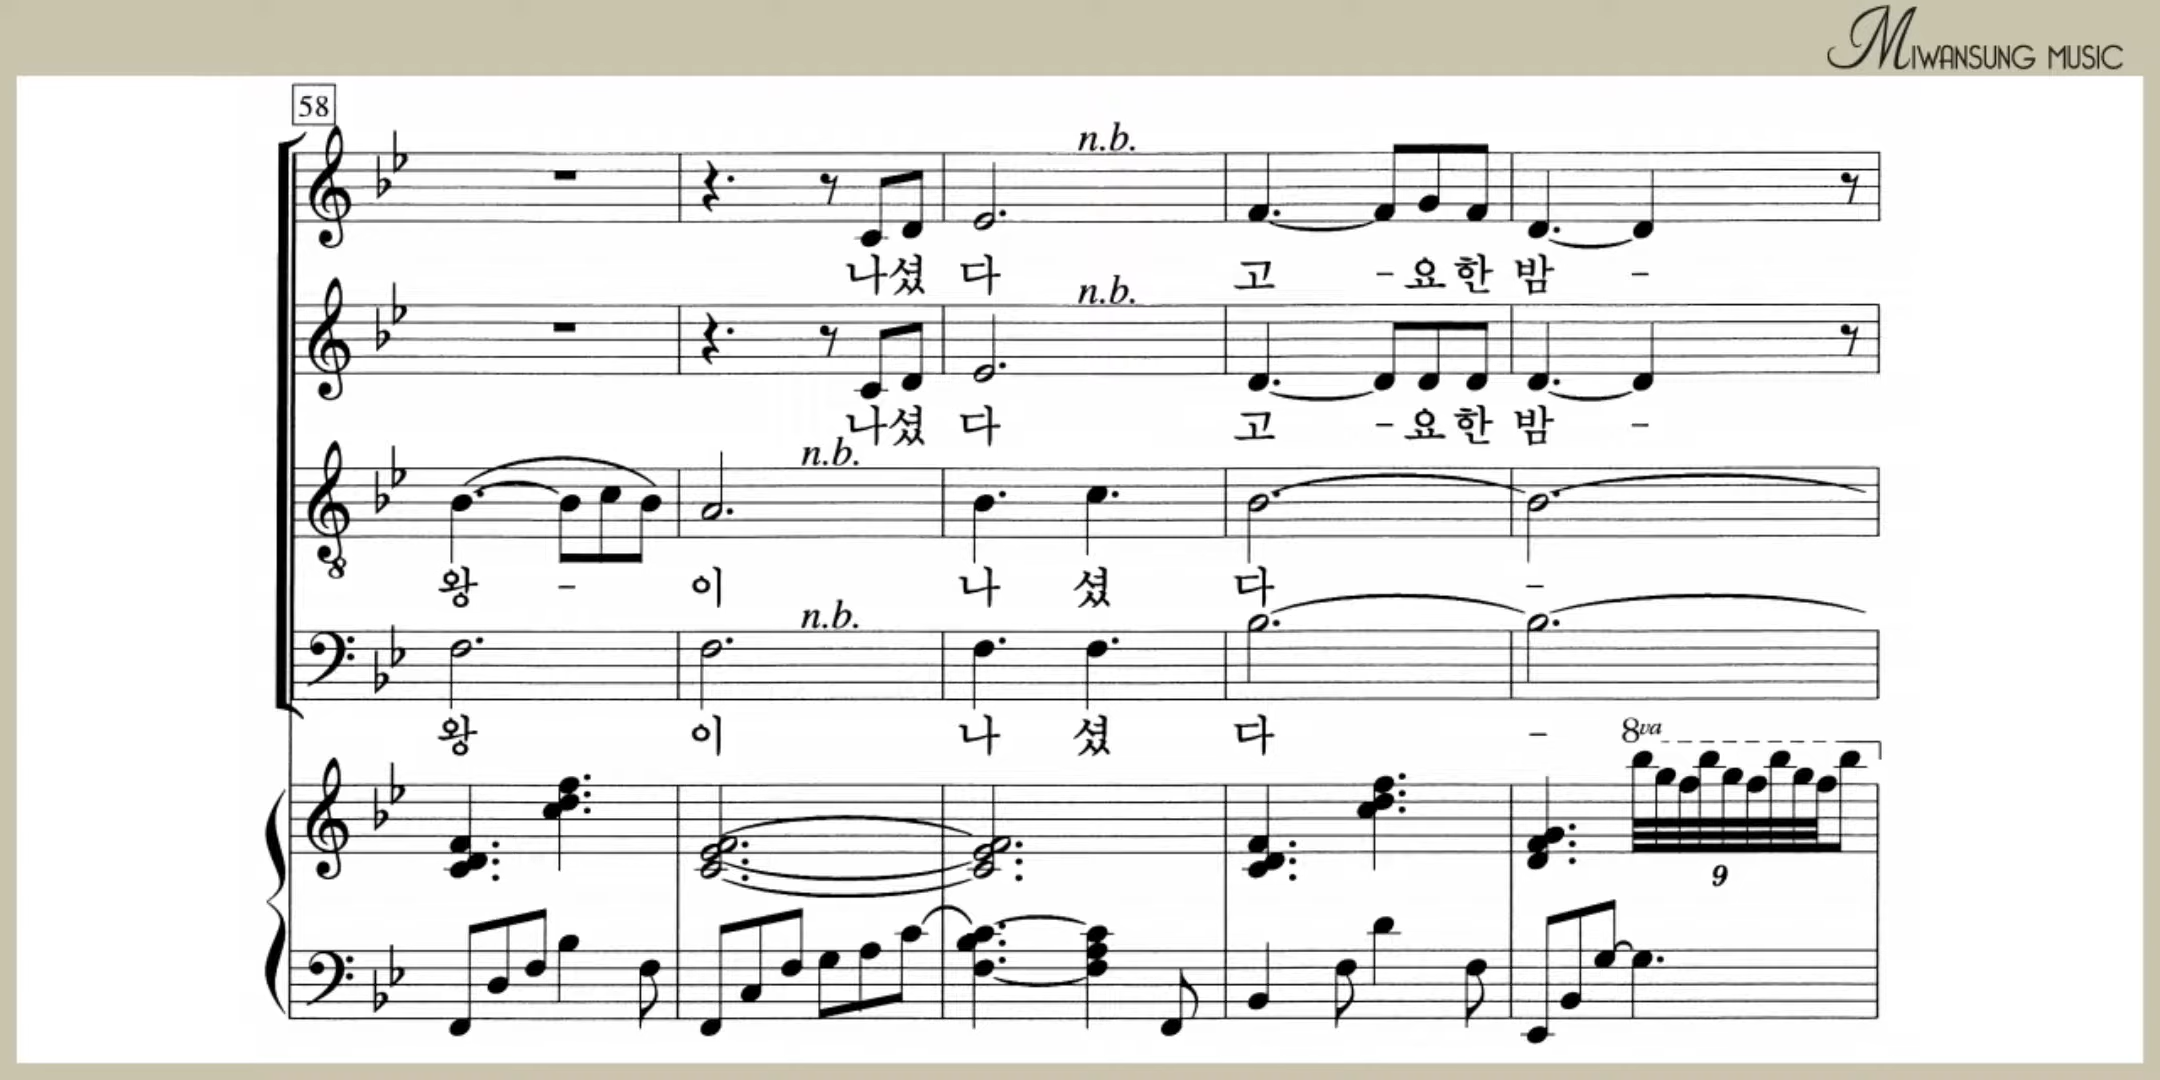 MIWANSUNG MUSIC
58
n.b.
나셨 다 고 - 요 한 밤 -
n.b.
나셨 다 고 - 요 한 밤 -
n.b.
8
왕 - 이 나 셨 다 -
n.b.
왕 이 나 셨 다 -
8va
9